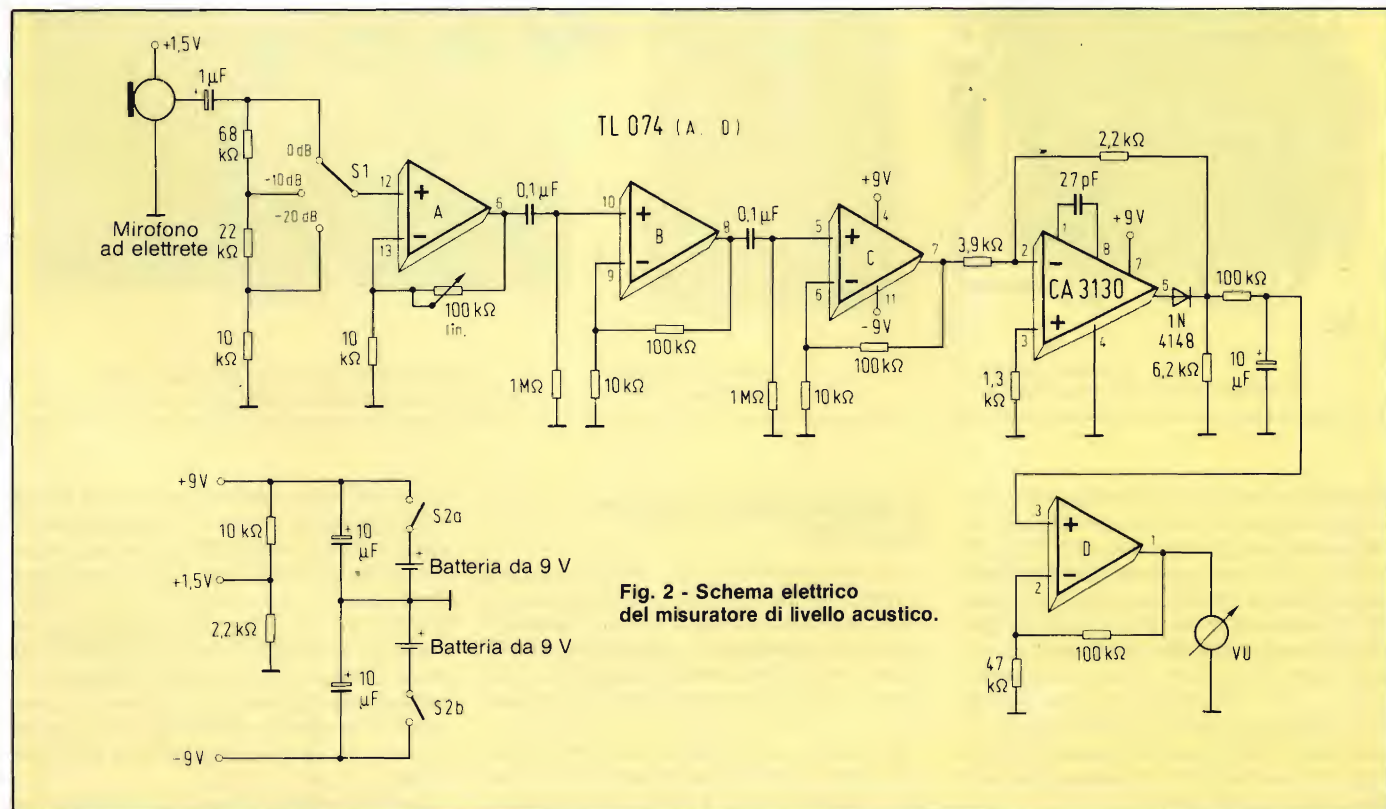 +1,5V
1µF
Mirofono
ad elettrete
68
kΩ
0dB
-10dB
-20dB
S1
22
kΩ
10
kΩ
12
+
A
6
-
13
100kΩ
lin.
10
kΩ
0,1µF
1MΩ
TL 074 (A. D)
10
+
B
8
-
9
100kΩ
10kΩ
0,1µF
1MΩ
+9V
4
5
+
C
7
-
6
11
-9V
100kΩ
10kΩ
3,9kΩ
2,2kΩ
27pF
1
8
+9V
7
2
-
CA 3130
+
3
4
5
1N
4148
1,3
kΩ
6,2kΩ
100kΩ
+
10
µF
3
+
D
1
-
2
100kΩ
47
kΩ
VU
+9V
10kΩ
+1,5V
2,2kΩ
-9V
+
10
µF
+
10
µF
S2a
+
Batteria da 9 V
+
Batteria da 9 V
S2b
Fig. 2 - Schema elettrico
del misuratore di livello acustico.